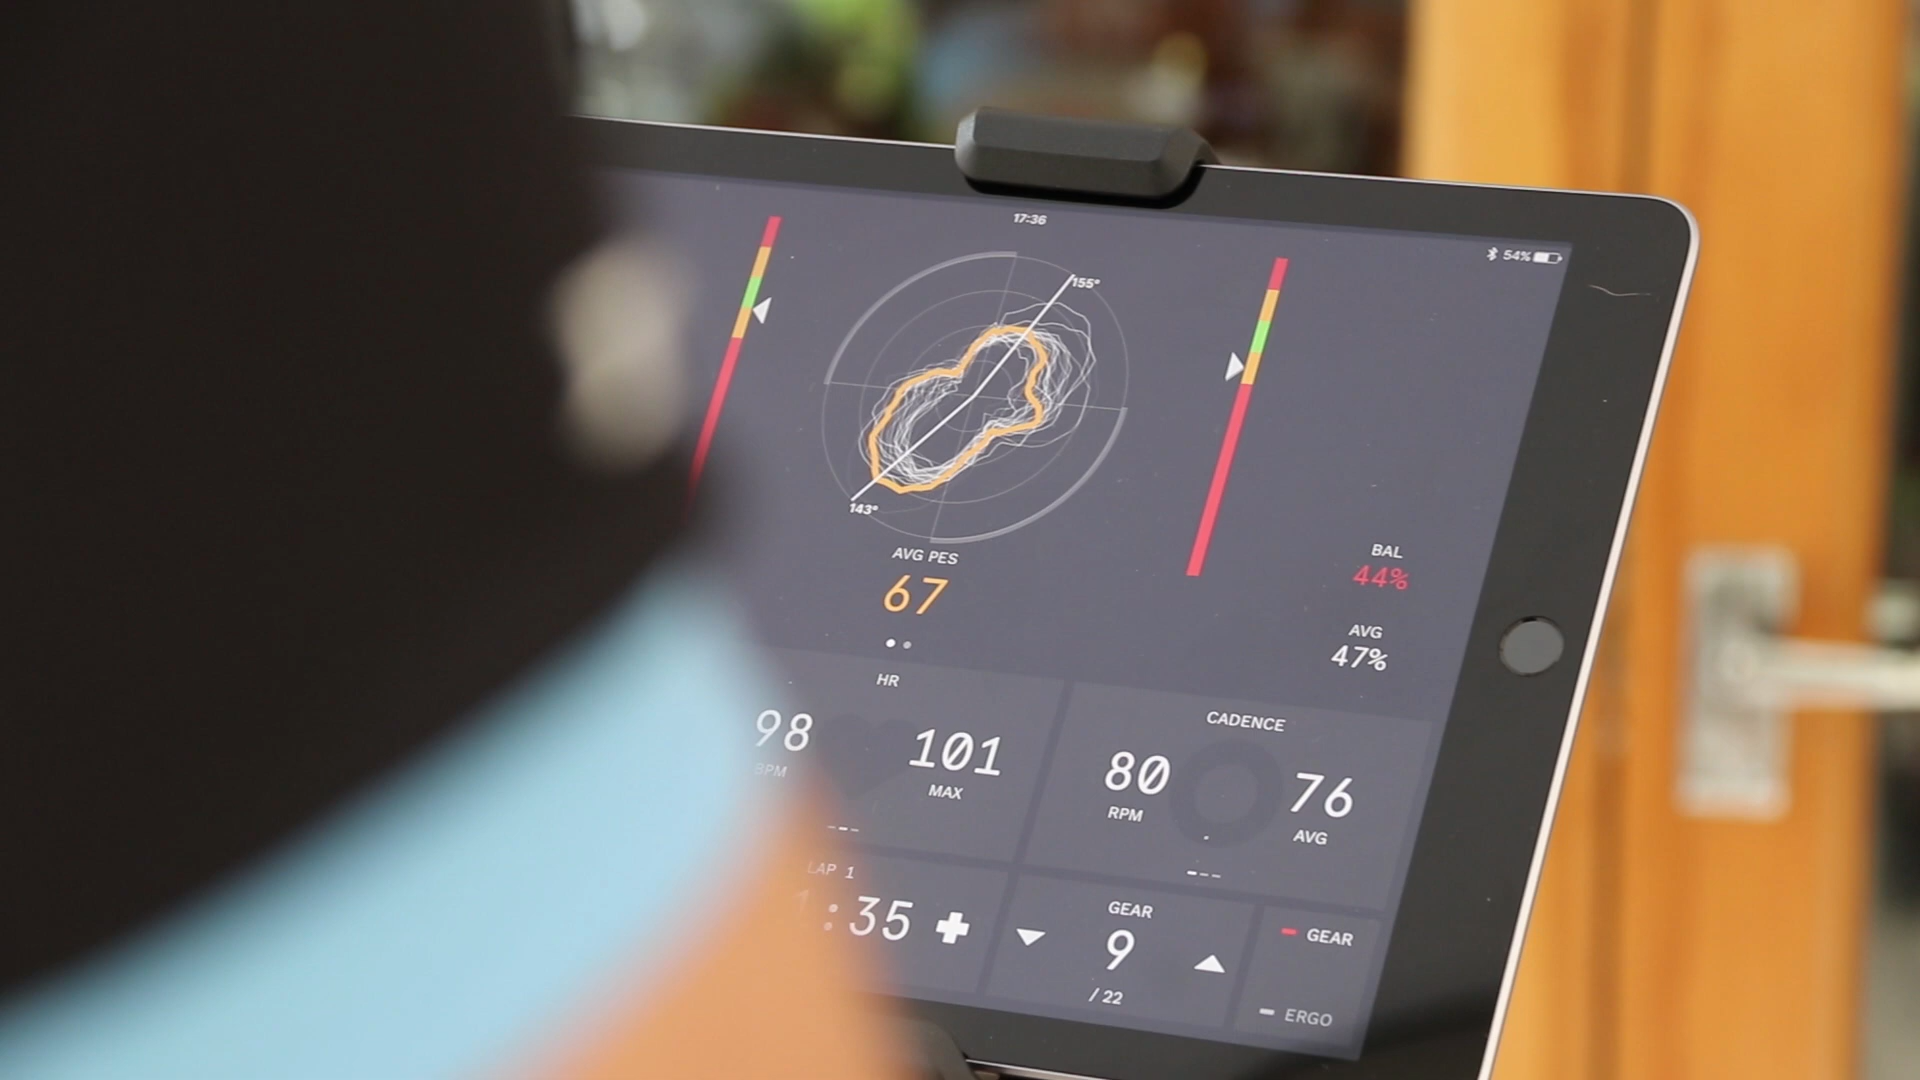 17:36
54%
155°
143°
AVG PES
67
BAL
44%
AVG
47%
HR
98
BPM
101
MAX
CADENCE
80
RPM
76
AVG
LAP 1
:35
GEAR
9
/ 22
GEAR
ERGO